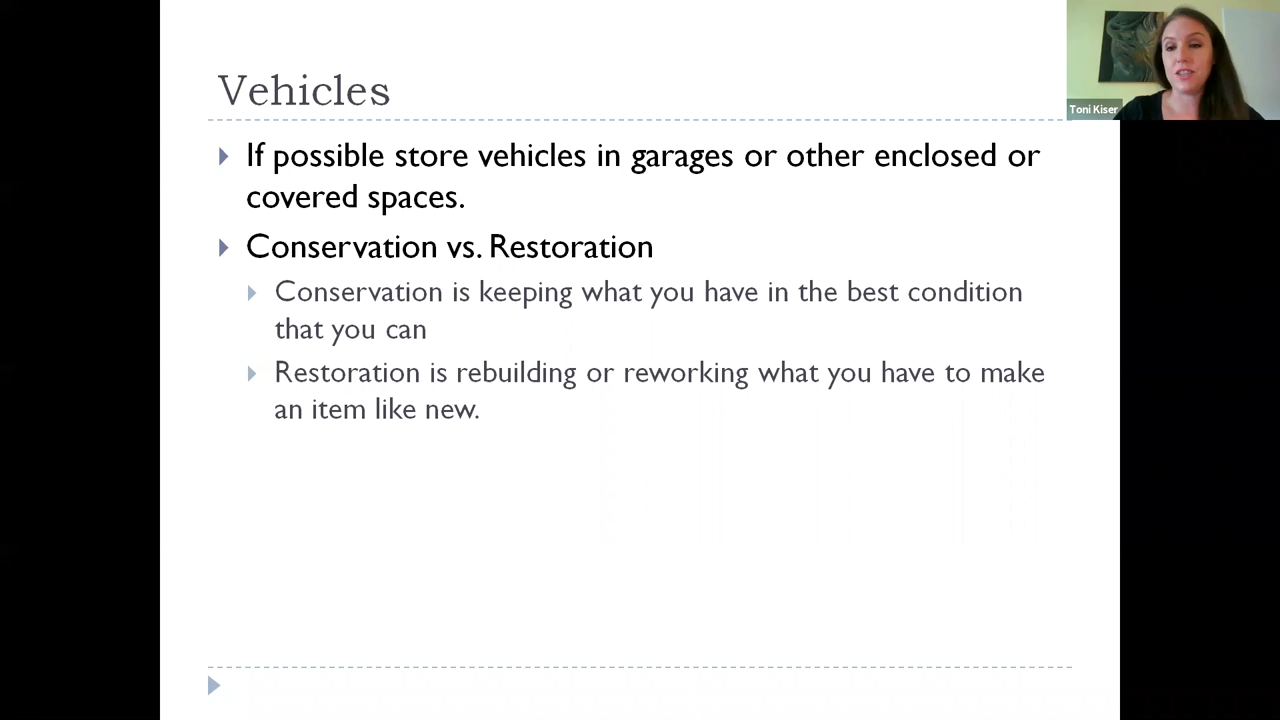 Vehicles
If possible store vehicles in garages or other enclosed or
covered spaces.
Conservation vs. Restoration
Conservation is keeping what you have in the best condition
that you can
Restoration is rebuilding or reworking what you have to make
an item like new.
Toni Kiser